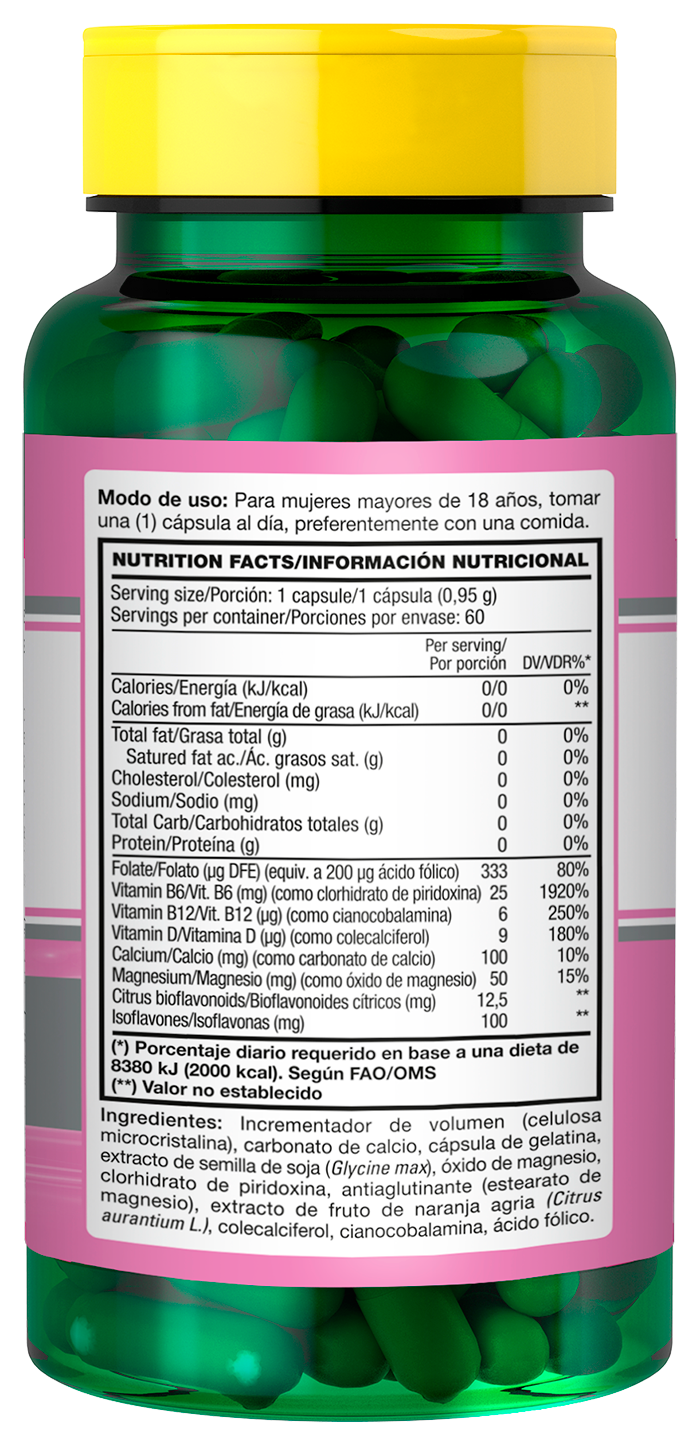 Modo de uso: Para mujeres mayores de 18 años, tomar
una (1) cápsula al día, preferentemente con una comida.
NUTRITION FACTS/INFORMACIÓN NUTRICIONAL
Serving size/Porción: 1 capsule/1 cápsula (0,95 g)
Servings per container/Porciones por envase: 60
Per serving/
Por porción DV/VDR%*
Calories/Energía (kJ/kcal) 0/0 0%
Calories from fat/Energía de grasa (kJ/kcal) 0/0 **
Total fat/Grasa total (g) 0 0%
Satured fat ac./Ác. grasos sat. (g) 0 0%
Cholesterol/Colesterol (mg) 0 0%
Sodium/Sodio (mg) 0 0%
Total Carb/Carbohidratos totales (g) 0 0%
Protein/Proteína (g) 0 0%
Folate/Folato (µg DFE) (equiv. a 200 µg ácido fólico) 333 80%
Vitamin B6/Vit. B6 (mg) (como clorhidrato de piridoxina) 25 1920%
Vitamin B12/Vit. B12 (µg) (como cianocobalamina) 6 250%
Vitamin D/Vitamina D (µg) (como colecalciferol) 9 180%
Calcium/Calcio (mg) (como carbonato de calcio) 100 10%
Magnesium/Magnesio (mg) (como óxido de magnesio) 50 15%
Citrus bioflavonoids/Bioflavonoides cítricos (mg) 12,5 **
Isoflavones/Isoflavonas (mg) 100 **
(*) Porcentaje diario requerido en base a una dieta de
8380 kJ (2000 kcal). Según FAO/OMS
(**) Valor no establecido
Ingredientes: Incrementador de volumen (celulosa
microcristalina), carbonato de calcio, cápsula de gelatina,
extracto de semilla de soja (Glycine max), óxido de magnesio,
clorhidrato de piridoxina, antiaglutinante (estearato de
magnesio), extracto de fruto de naranja agria (Citrus
aurantium L.), colecalciferol, cianocobalamina, ácido fólico.